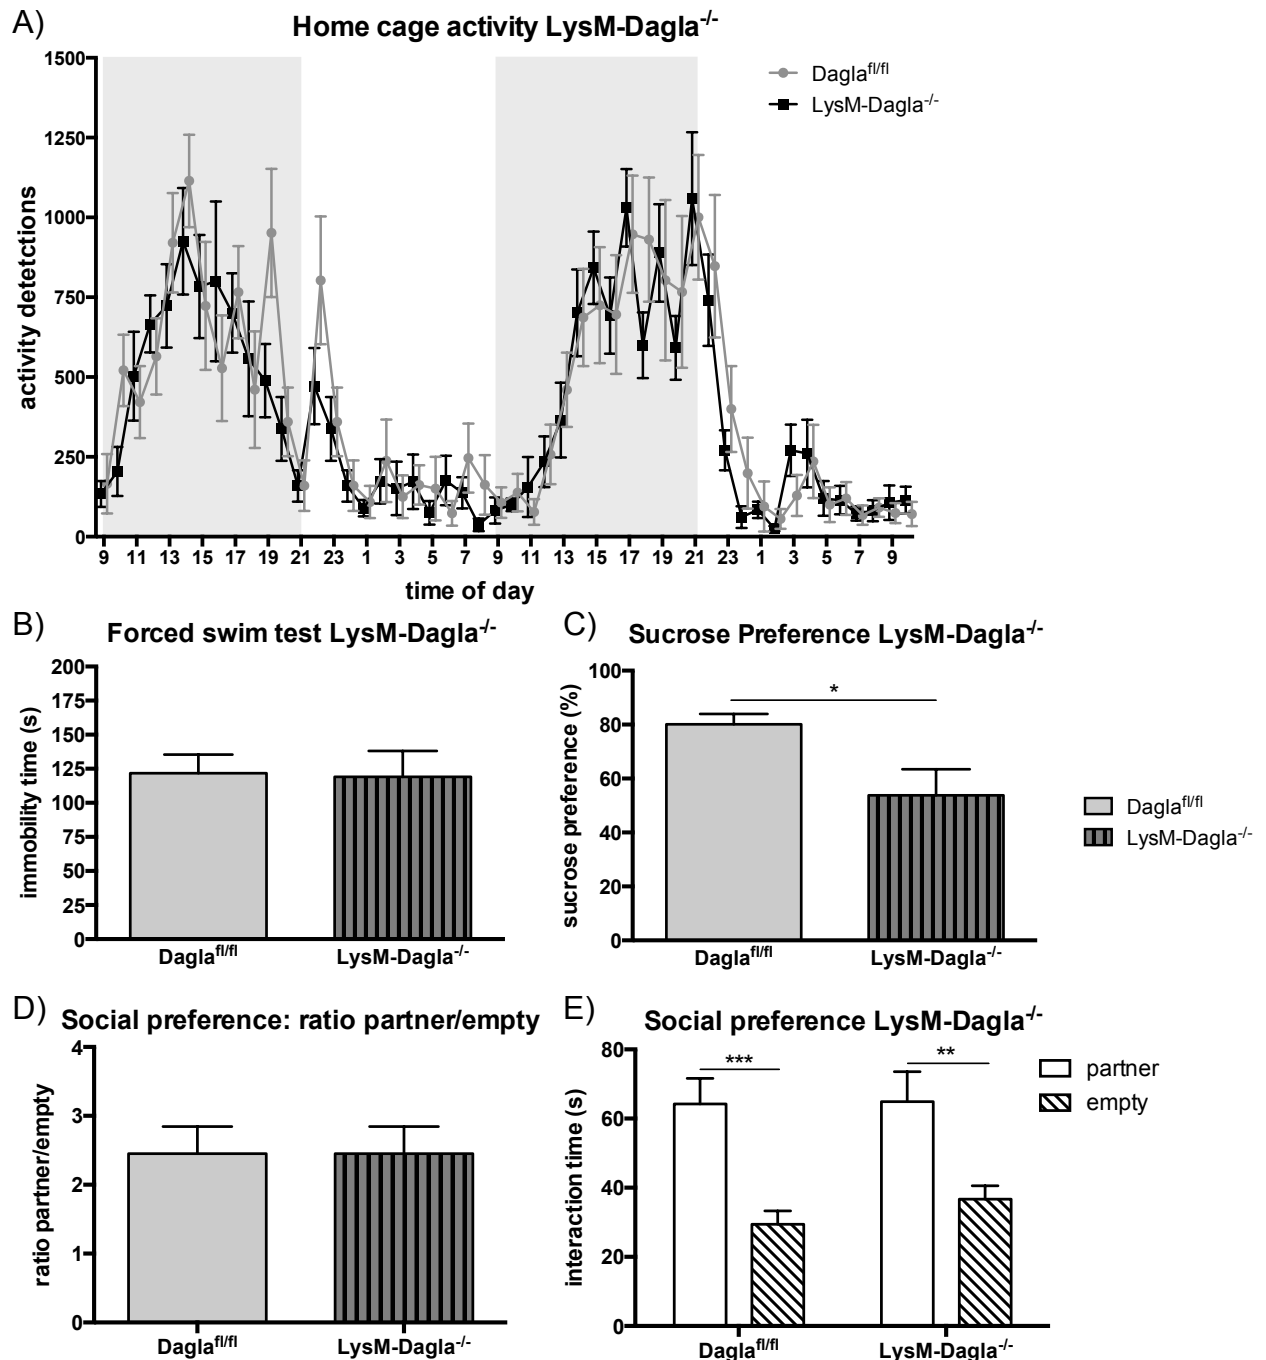 A)
Home cage activity LysM-Dagla-/-
1500
1250
1000
750
500
250
0
activity detetctions
Daglafl/fl
LysM-Dagla-/-
9 11 13 15 17 19 21 23 1 3 5 7 9 11 13 15 17 19 21 23 1 3 5 7 9
time of day
B)
Forced swim test LysM-Dagla-/-
200
175
150
125
100
75
50
25
0
immobility time (s)
Daglafl/fl
LysM-Dagla-/-
C)
Sucrose Preference LysM-Dagla-/-
100
80
60
40
20
0
sucrose preference (%)
*
Daglafl/fl
LysM-Dagla-/-
Daglafl/fl
LysM-Dagla-/-
D)
Social preference: ratio partner/empty
4
3
2
1
0
ratio partner/empty
Daglafl/fl
LysM-Dagla-/-
E)
Social preference LysM-Dagla-/-
80
60
40
20
0
interaction time (s)
***
**
partner
empty
Daglafl/fl
LysM-Dagla-/-